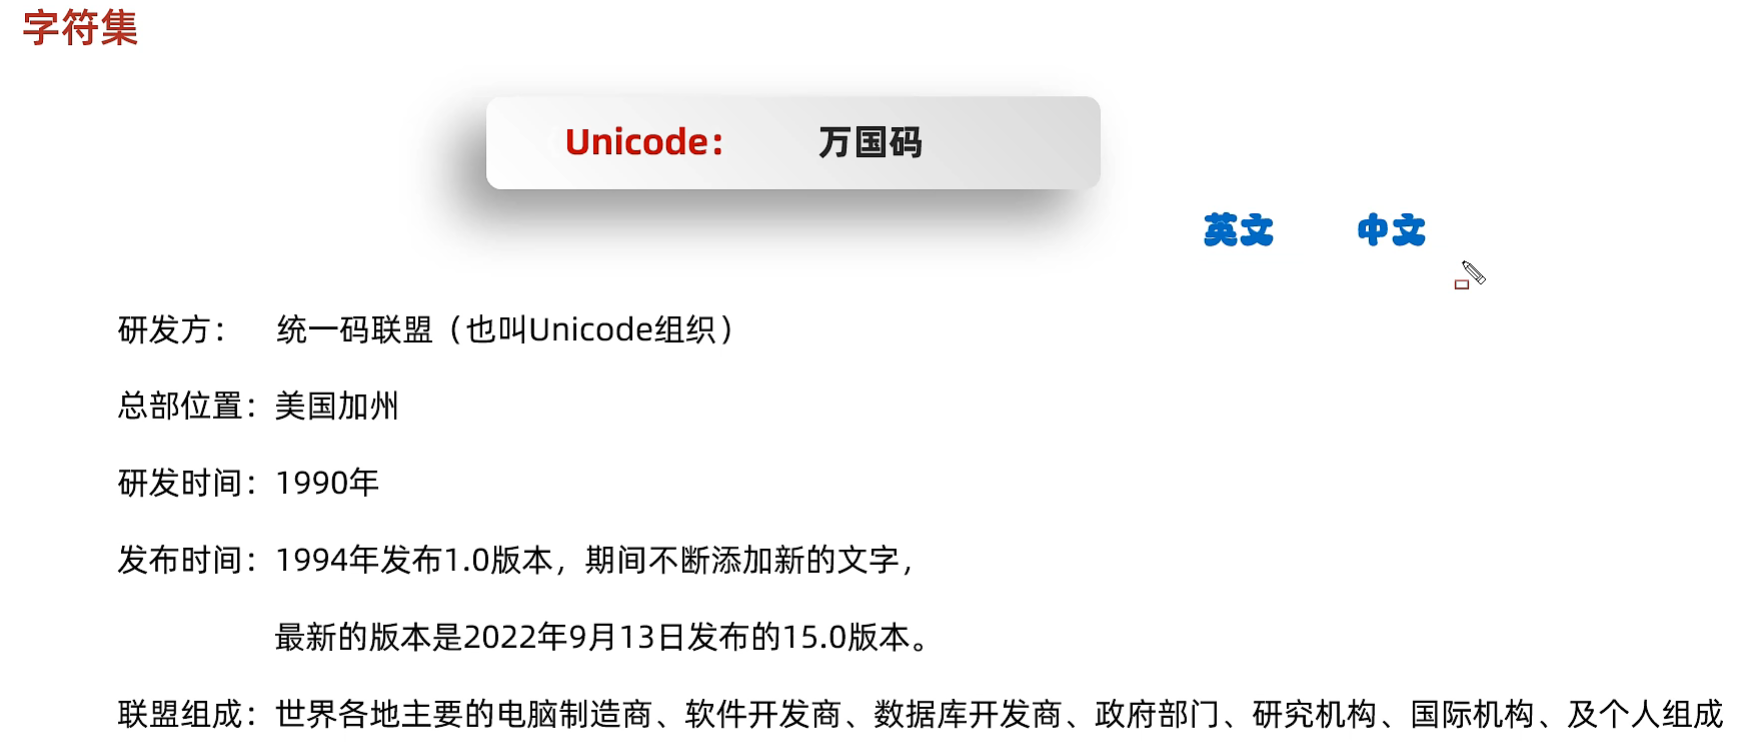 字符集
Unicode： 万国码
英文 中文
研发方： 统一码联盟（也叫Unicode组织）
总部位置：美国加州
研发时间：1990年
发布时间：1994年发布1.0版本，期间不断添加新的文字，
最新的版本是2022年9月13日发布的15.0版本。
联盟组成：世界各地主要的电脑制造商、软件开发商、数据库开发商、政府部门、研究机构、国际机构、及个人组成